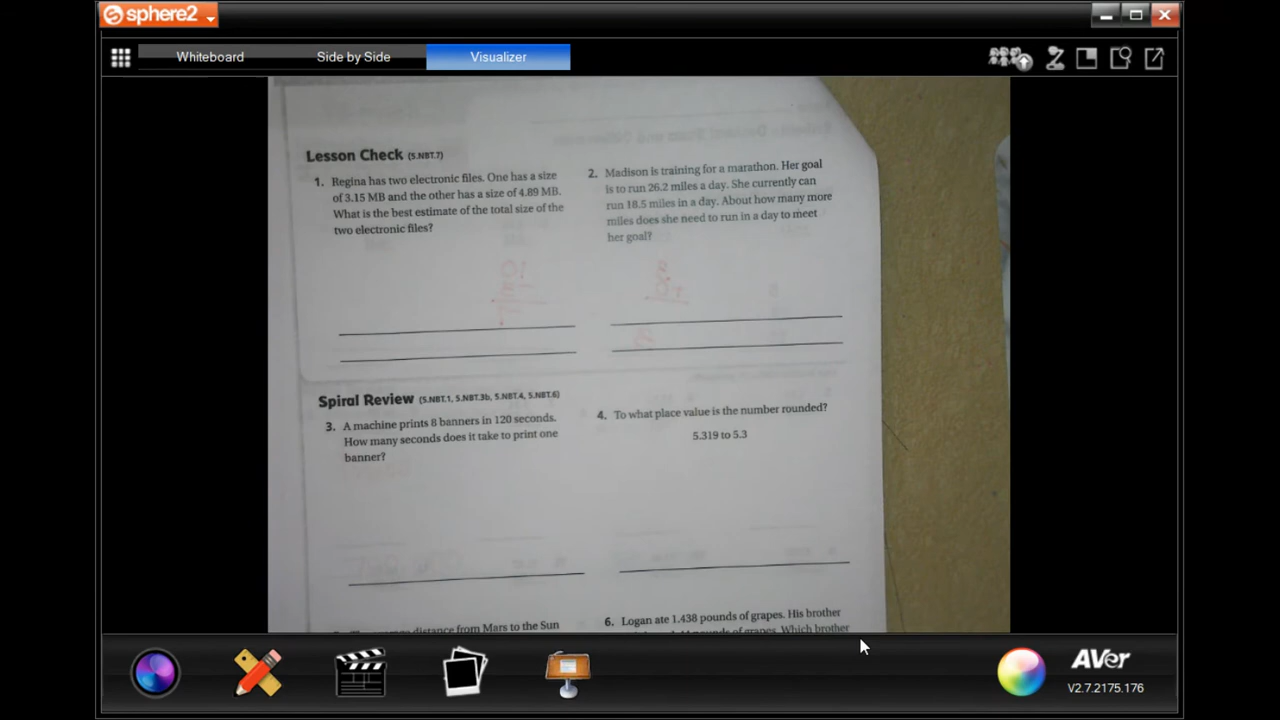 sphere2
Whiteboard
Side by Side
Visualizer
Lesson Check (5.NBT.7)
1. Regina has two electronic files. One has a size
of 3.15 MB and the other has a size of 4.89 MB.
What is the best estimate of the total size of the
two electronic files?
2. Madison is training for a marathon. Her goal
is to run 26.2 miles a day. She currently can
run 18.5 miles in a day. About how many more
miles does she need to run in a day to meet
her goal?
Spiral Review (5.NBT.1, 5.NBT.3b, 5.NBT.4, 5.NBT.6)
3. A machine prints 8 banners in 120 seconds.
How many seconds does it take to print one
banner?
4. To what place value is the number rounded?
5.319 to 5.3
distance from Mars to the Sun
6. Logan ate 1.438 pounds of grapes. His brother
pounds of grapes. Which brother
AVer
V2.7.2175.176